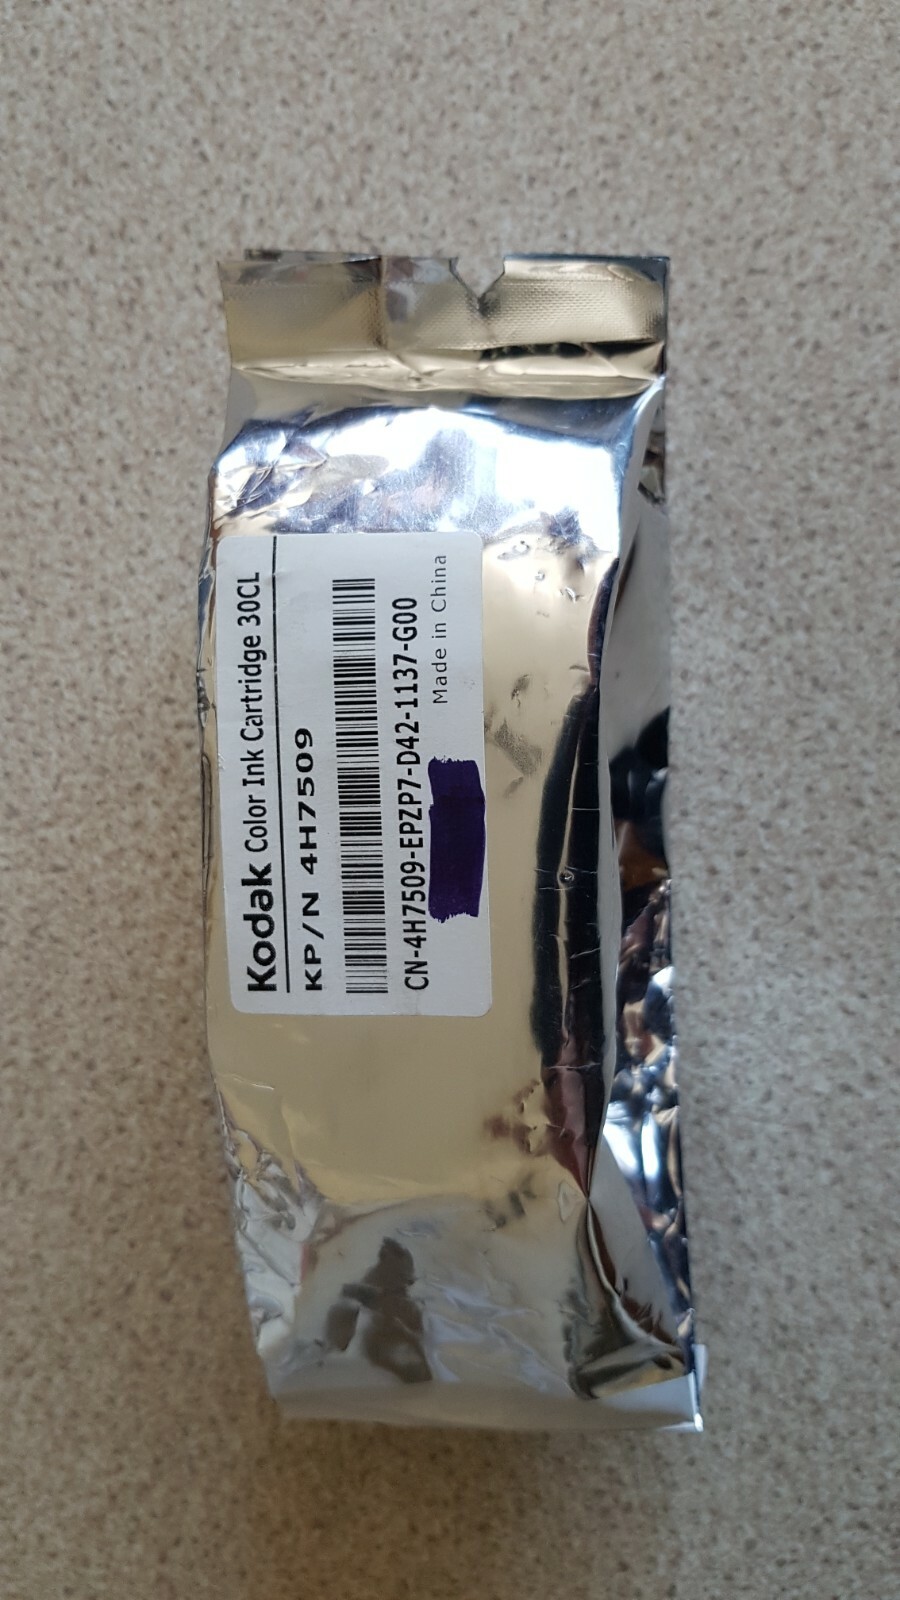 Kodak Color Ink Cartridge 30CL
KP/N 4H7509
CN-4H7509-EPZP7-D42-1137-G00
Made in China